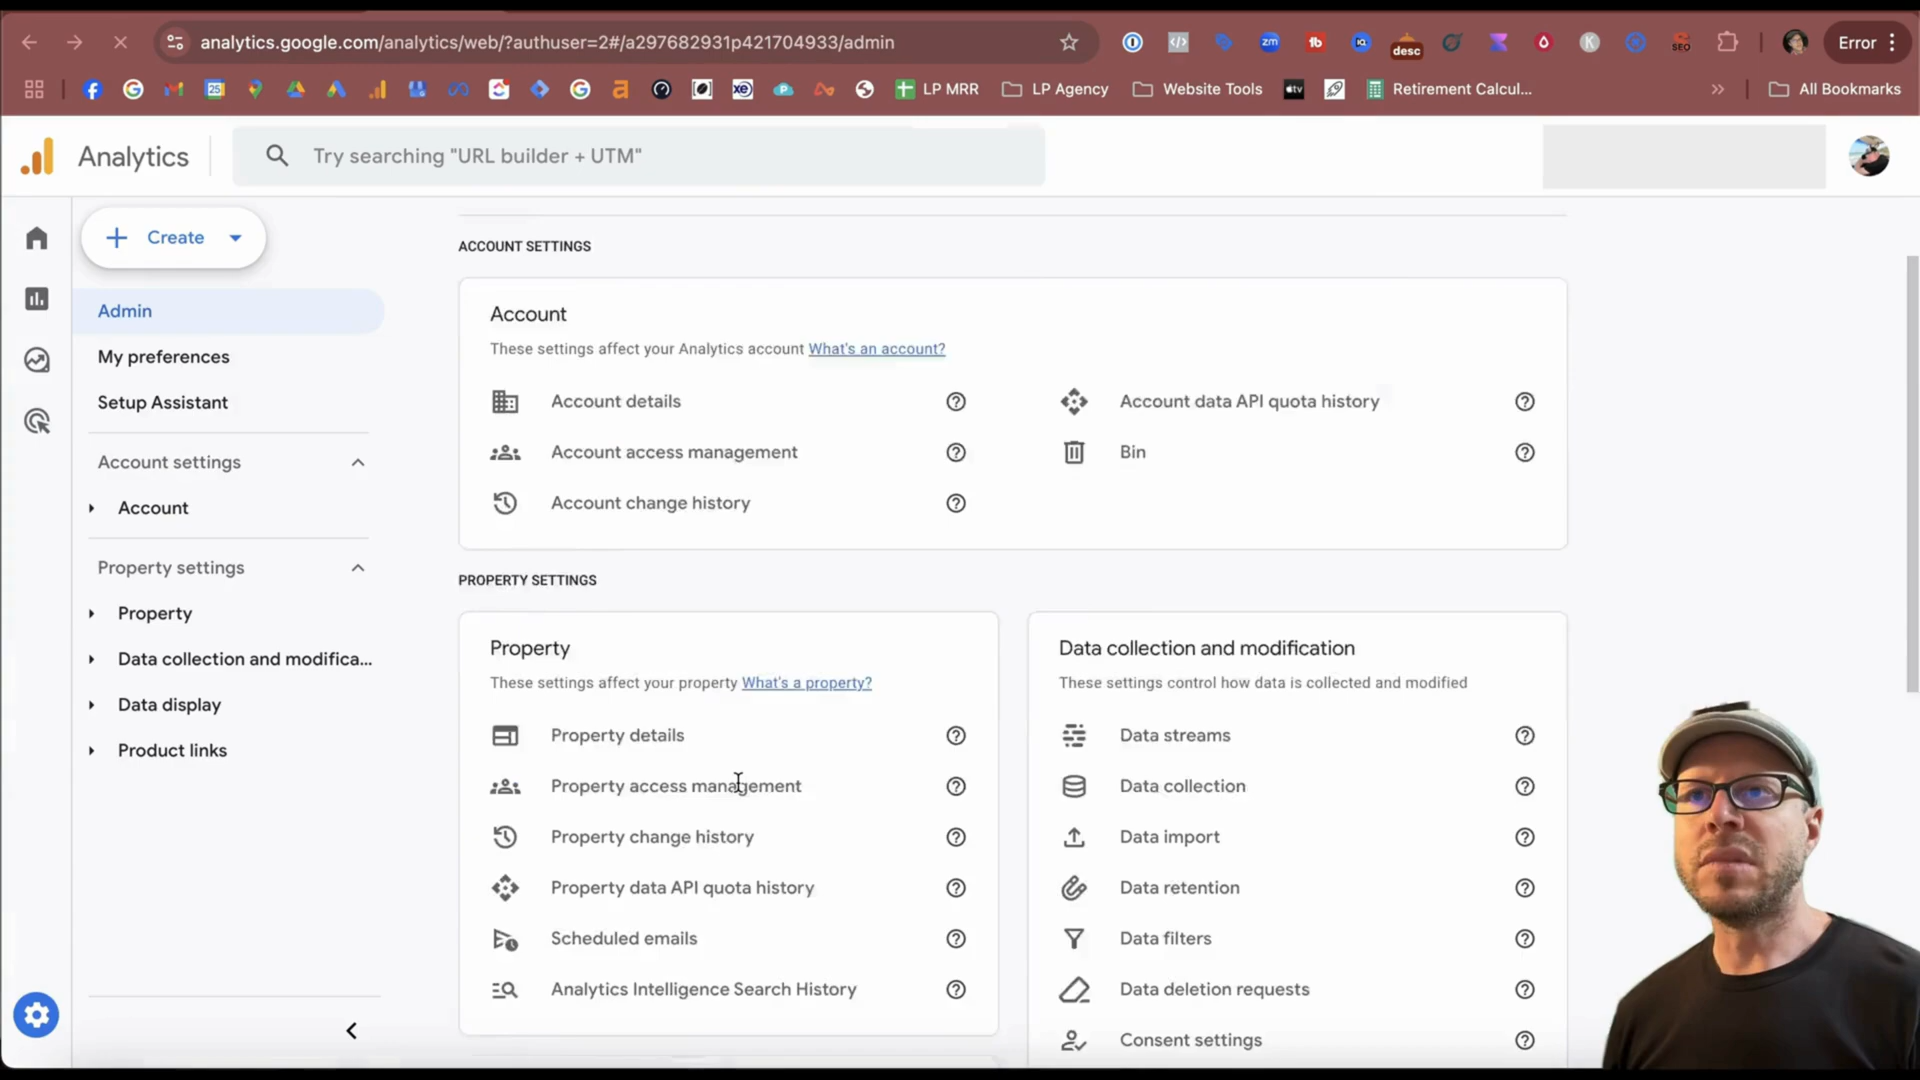 analytics.google.com/analytics/web/?authuser=2#/a297682931p421704933/admin
desc
SEO
Error
LP MRR
LP Agency
Website Tools
Retirement Calcul...
All Bookmarks
Analytics
Try searching "URL builder + UTM"
Create
Admin
My preferences
Setup Assistant
Account settings
Account
Property settings
Property
Data collection and modifica...
Data display
Product links
ACCOUNT SETTINGS
Account
These settings affect your Analytics account What's an account?
Account details
Account data API quota history
Account access management
Bin
Account change history
PROPERTY SETTINGS
Property
These settings affect your property What's a property?
Property details
Property access management
Property change history
Property data API quota history
Scheduled emails
Analytics Intelligence Search History
Data collection and modification
These settings control how data is collected and modified
Data streams
Data collection
Data import
Data retention
Data filters
Data deletion requests
Consent settings